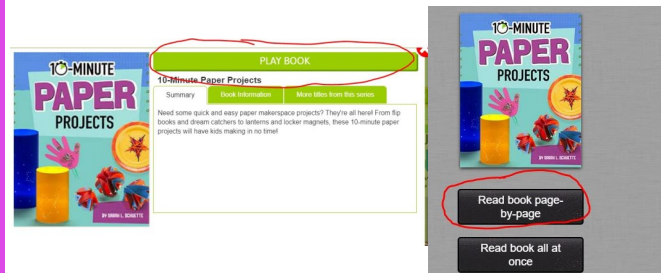 10-MINUTE
PAPER
PROJECTS
BY SARAH L. SCHUETTE
PLAY BOOK
10-Minute Paper Projects
Summary
Book Information
More titles from this series
Need some quick and easy paper makerspace projects? They're all here! From flip
books and dream catchers to lanterns and locker magnets, these 10-minute paper
projects will have kids making in no time!
10-MINUTE
PAPER
PROJECTS
BY SARAH L. SCHUETTE
Read book page-
by-page
Read book all at
once